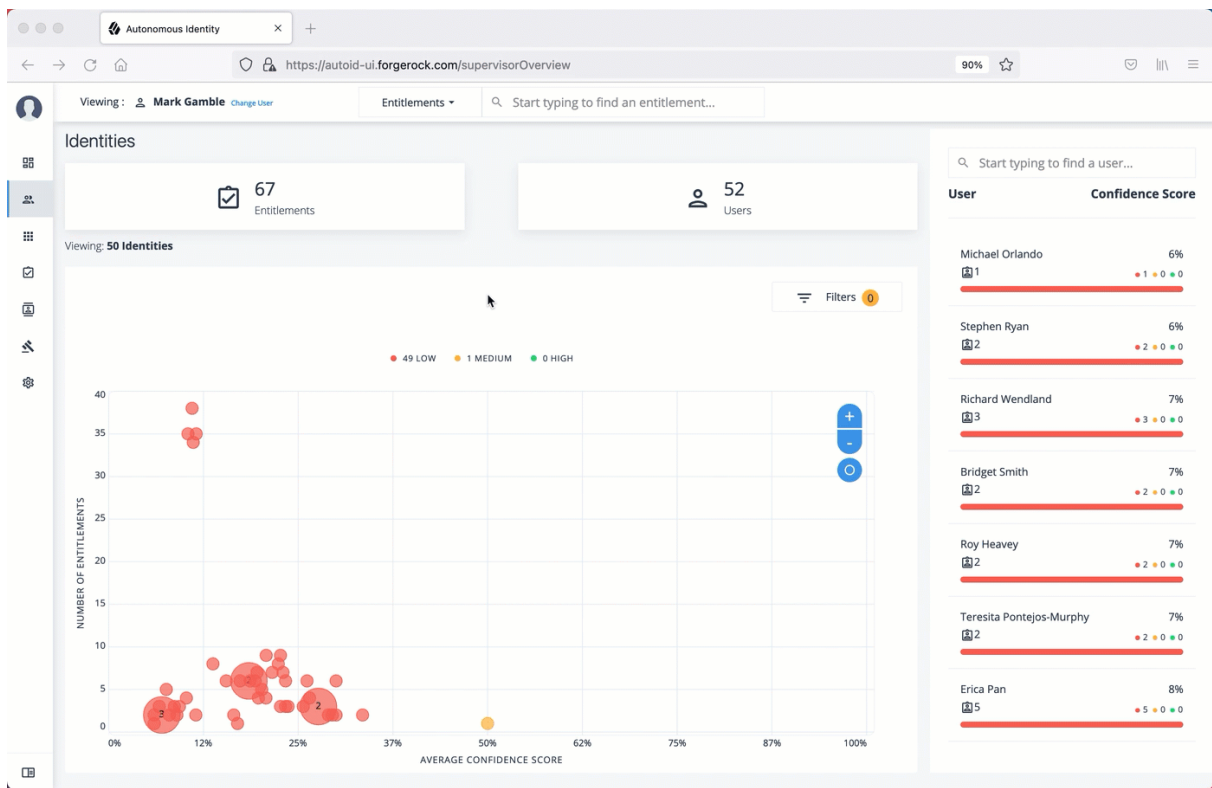 Autonomous Identity
https://autoid-ui.forgerock.com/supervisorOverview
90%
Viewing : Mark Gamble Change User
Entitlements
Start typing to find an entitlement...
Identities
67
Entitlements
52
Users
Viewing: 50 Identities
Filters 0
49 LOW 1 MEDIUM 0 HIGH
+
-
NUMBER OF ENTITLEMENTS
40
35
30
25
20
15
10
5
0
3
2
0% 12% 25% 37% 50% 62% 75% 87% 100%
AVERAGE CONFIDENCE SCORE
Start typing to find a user...
User Confidence Score
Michael Orlando 6%
1 1 0 0
Stephen Ryan 6%
2 2 0 0
Richard Wendland 7%
3 3 0 0
Bridget Smith 7%
2 2 0 0
Roy Heavey 7%
2 2 0 0
Teresita Pontejos-Murphy 7%
2 2 0 0
Erica Pan 8%
5 5 0 0